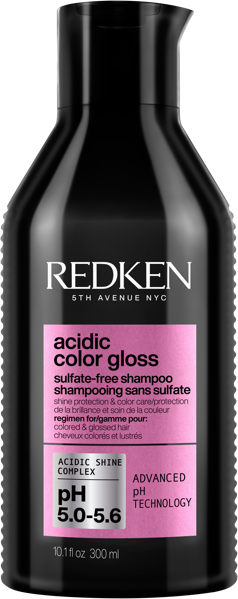 REDKEN
5TH AVENUE NYC
acidic
color gloss
sulfate-free shampoo
shampooing sans sulfate
shine protection & color care/protection
de la brillance et soin de la couleur
regimen for/gamme pour:
colored & glossed hair
cheveux colorés et lustrés
ACIDIC SHINE
COMPLEX
pH
5.0-5.6
ADVANCED
pH
TECHNOLOGY
10.1 fl oz 300 ml